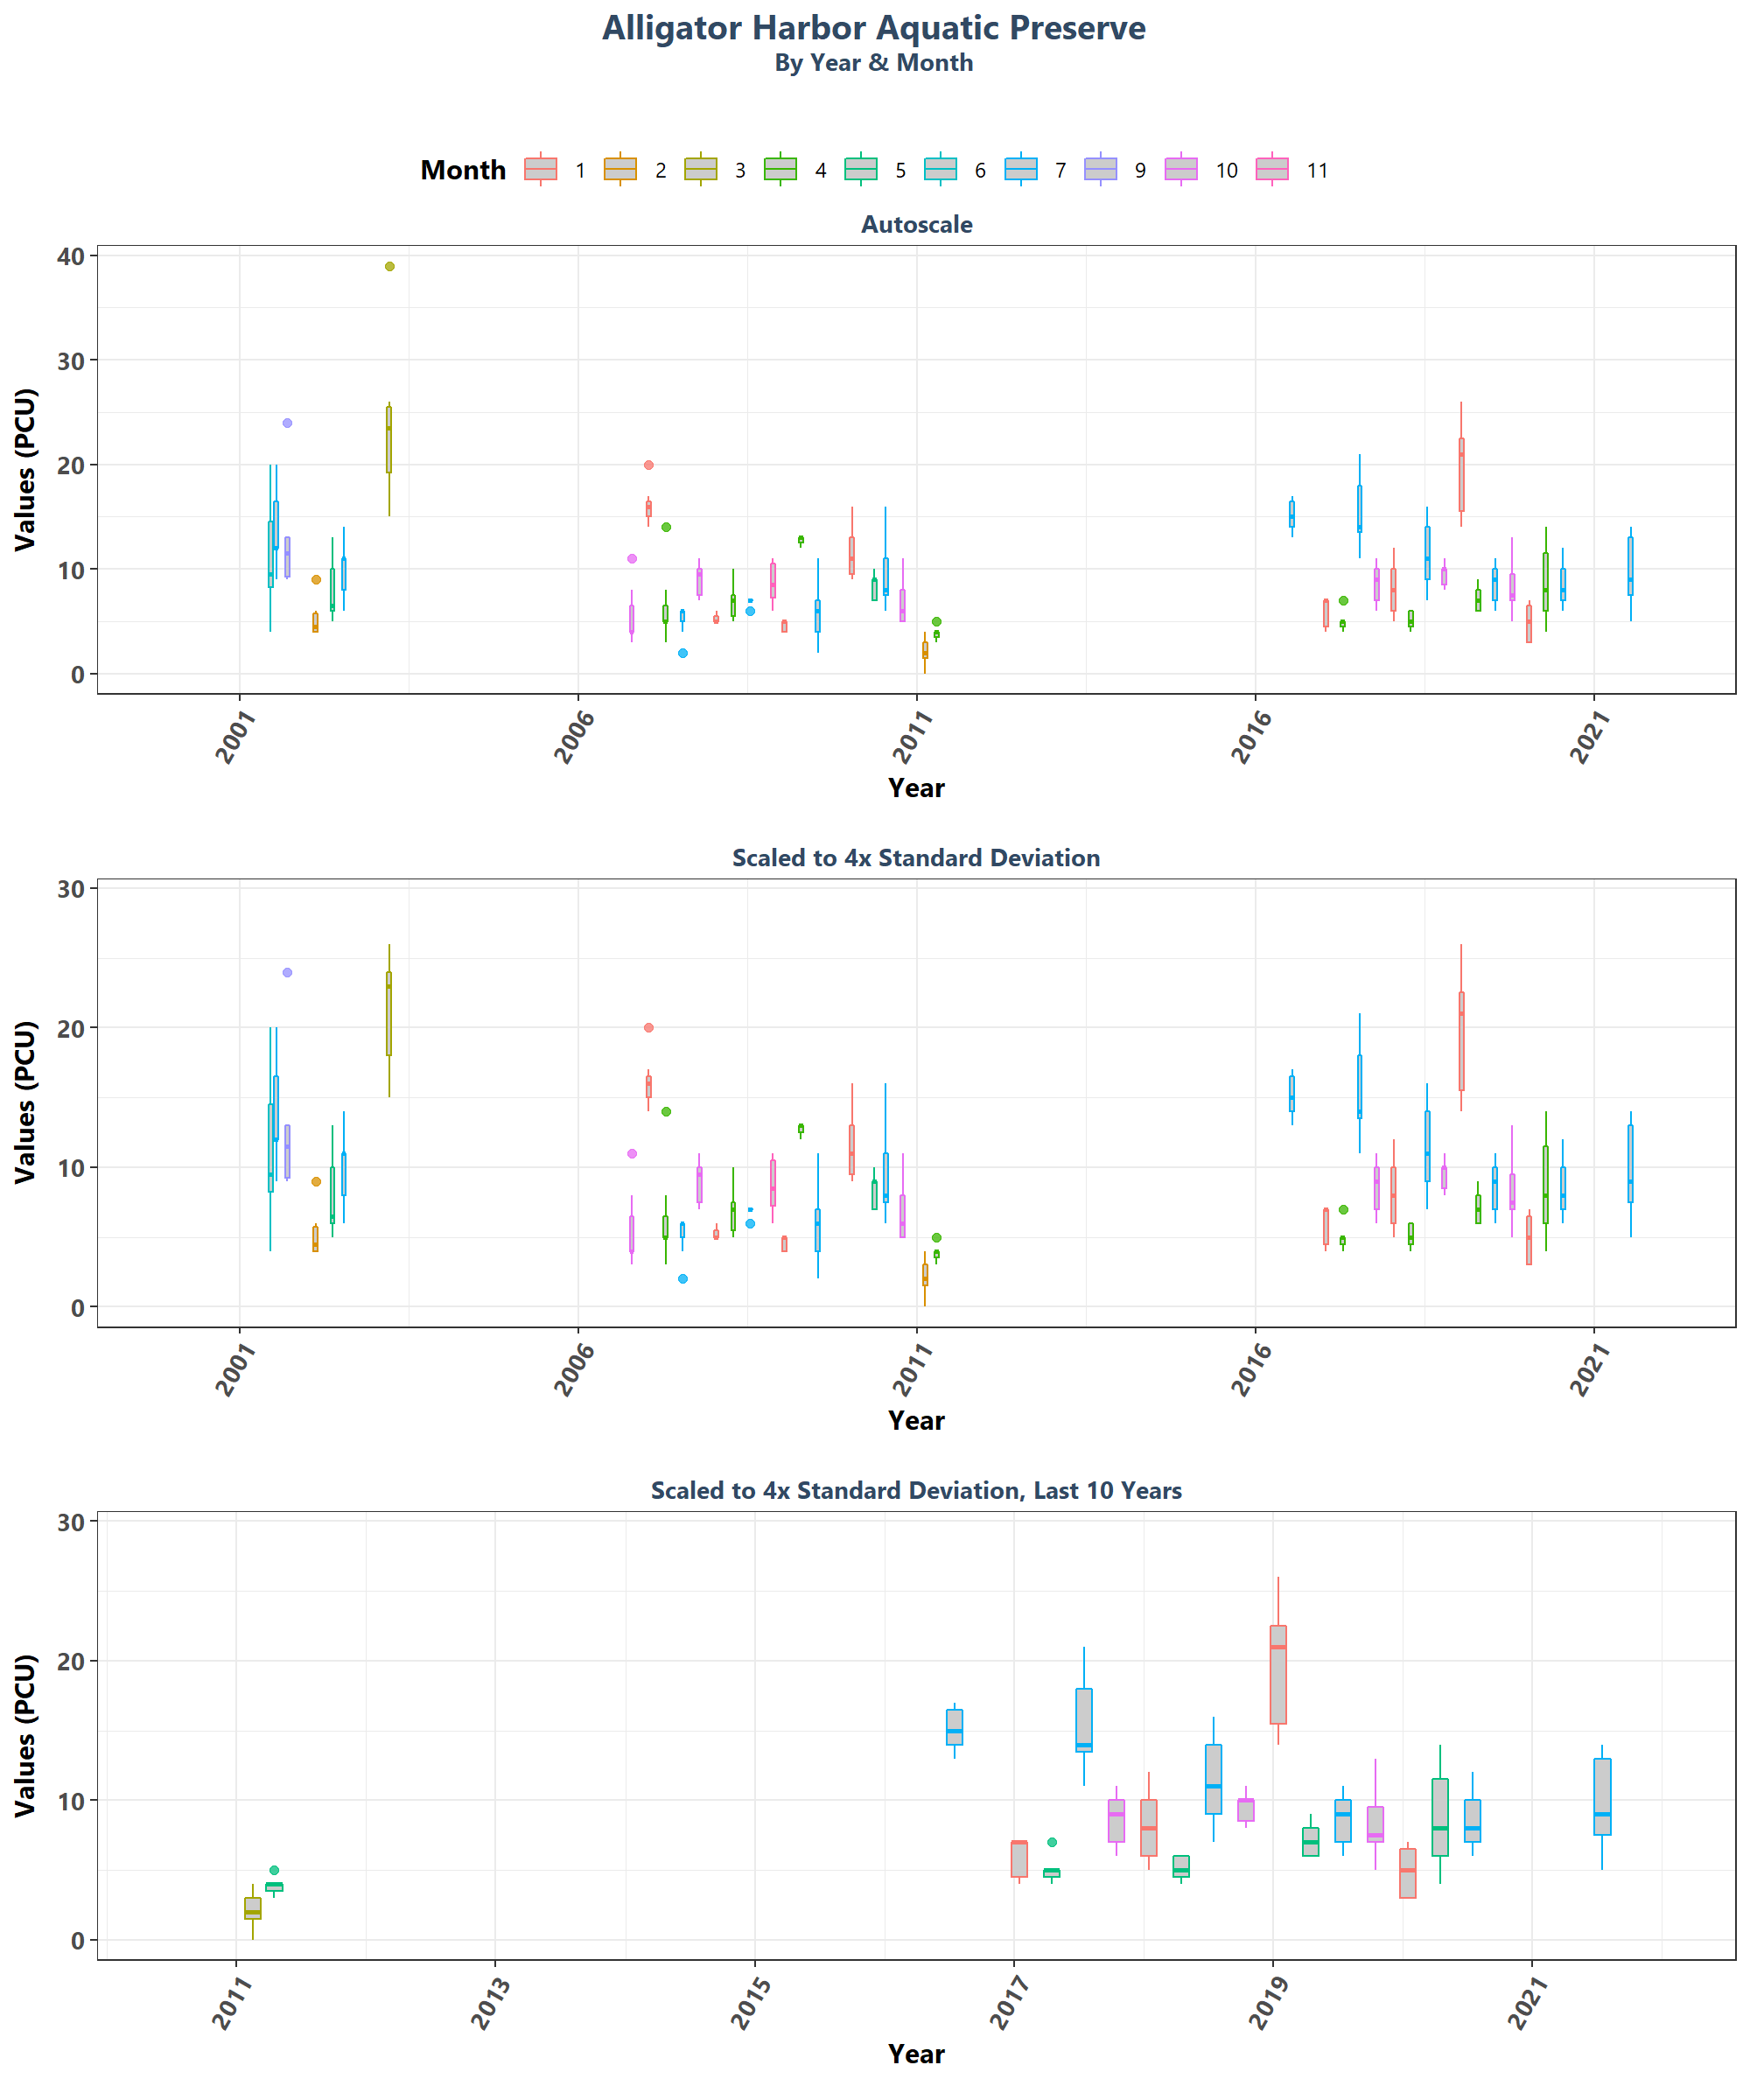 Alligator Harbor Aquatic Preserve
By Year & Month
Month 1 2 3 4 5 6 7 9 10 11
Autoscale
40
30
20
10
0
Values (PCU)
2001 2006 2011 2016 2021
Year
Scaled to 4x Standard Deviation
30
20
10
0
Values (PCU)
2001 2006 2011 2016 2021
Year
Scaled to 4x Standard Deviation, Last 10 Years
30
20
10
0
Values (PCU)
2011 2013 2015 2017 2019 2021
Year